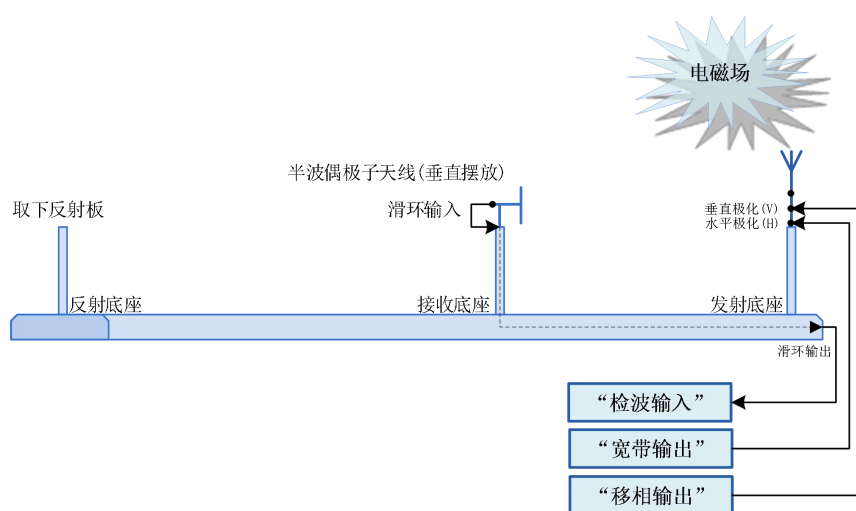 电磁场
半波偶极子天线(垂直摆放)
取下反射板
滑环输入
垂直极化(V)
水平极化(H)
反射底座
接收底座
发射底座
滑环输出
“检波输入”
“宽带输出”
“移相输出”